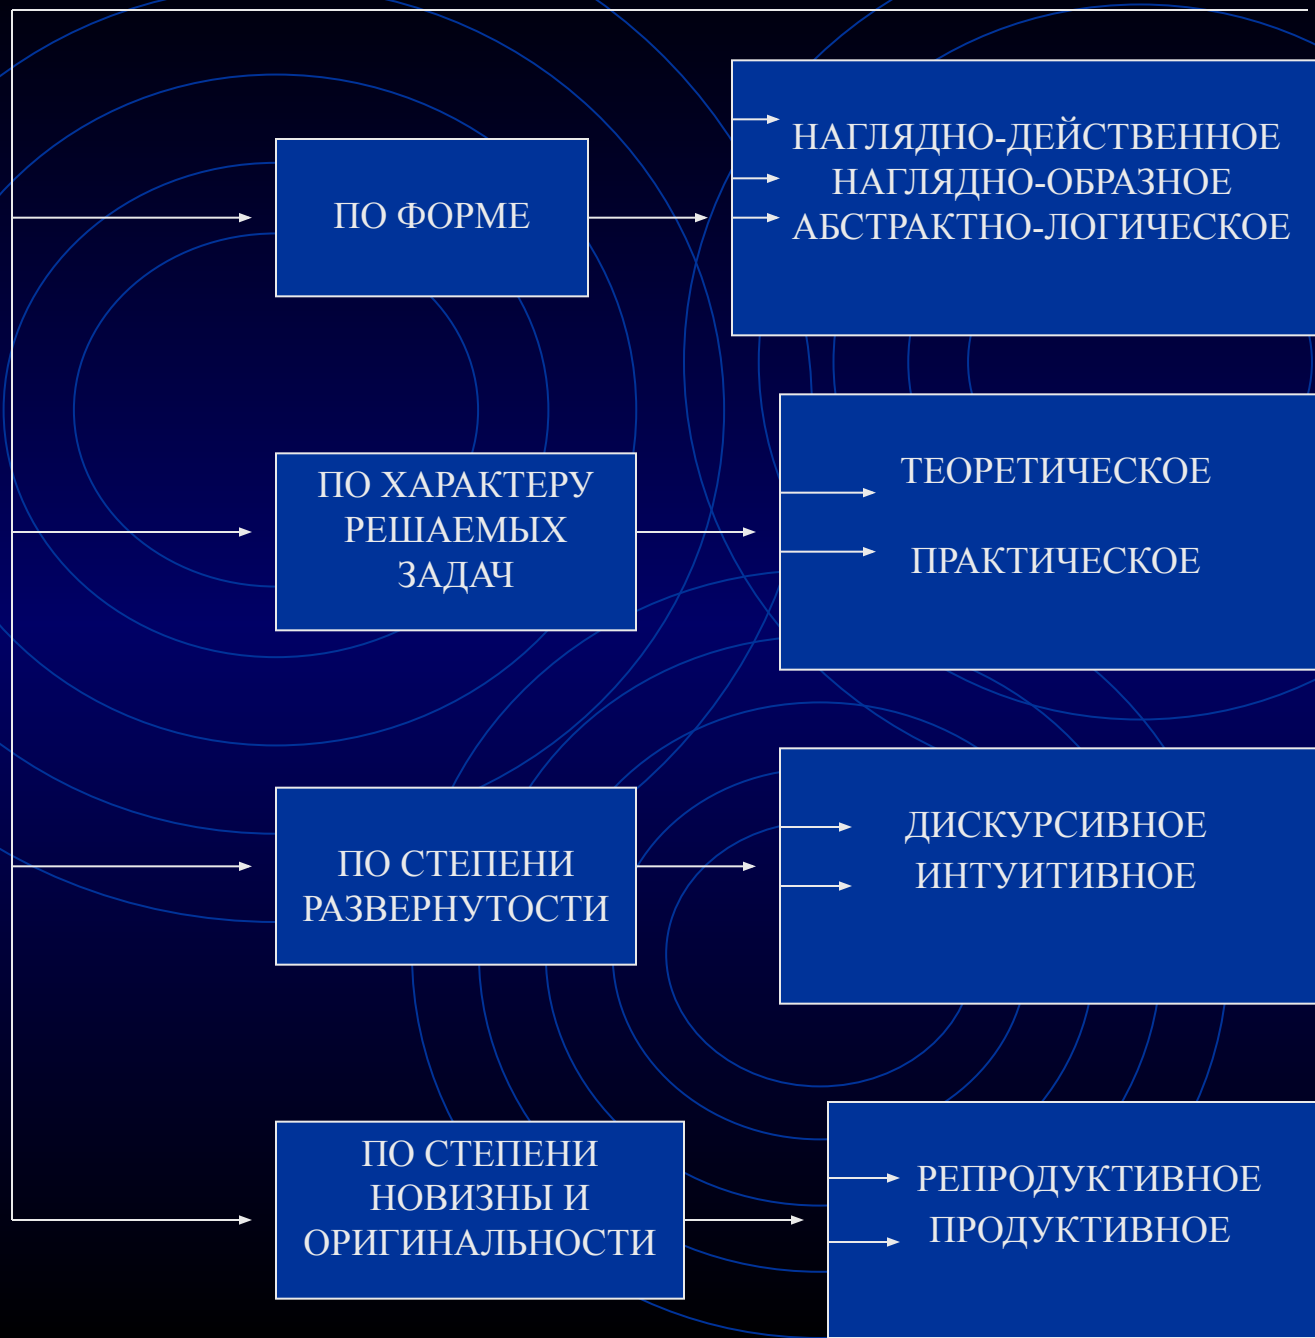 ПО ФОРМЕ
НАГЛЯДНО-ДЕЙСТВЕННОЕ
НАГЛЯДНО-ОБРАЗНОЕ
АБСТРАКТНО-ЛОГИЧЕСКОЕ
ПО ХАРАКТЕРУ
РЕШАЕМЫХ
ЗАДАЧ
ТЕОРЕТИЧЕСКОЕ
ПРАКТИЧЕСКОЕ
ПО СТЕПЕНИ
РАЗВЕРНУТОСТИ
ДИСКУРСИВНОЕ
ИНТУИТИВНОЕ
ПО СТЕПЕНИ
НОВИЗНЫ И
ОРИГИНАЛЬНОСТИ
РЕПРОДУКТИВНОЕ
ПРОДУКТИВНОЕ